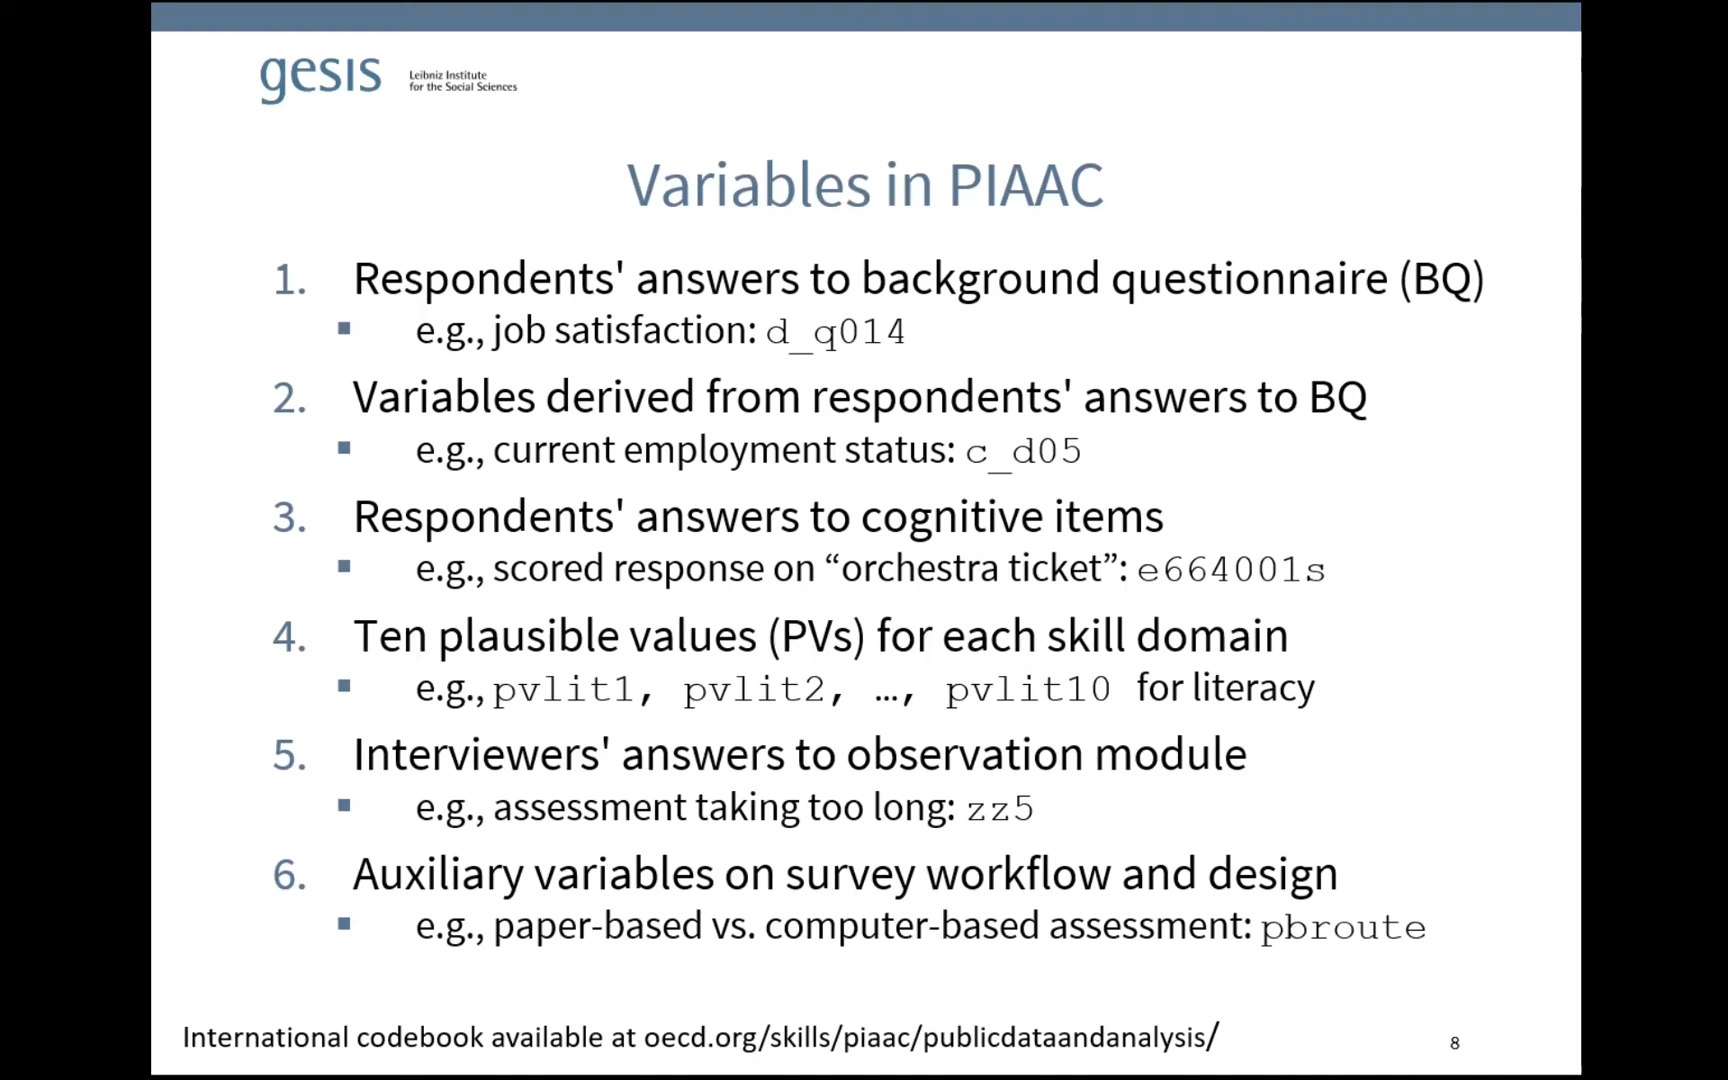 gesis
Leibniz Institute
for the Social Sciences
Variables in PIAAC
1. Respondents' answers to background questionnaire (BQ)
▪ e.g., job satisfaction: d_q014
2. Variables derived from respondents' answers to BQ
▪ e.g., current employment status: c_d05
3. Respondents' answers to cognitive items
▪ e.g., scored response on “orchestra ticket”: e664001s
4. Ten plausible values (PVs) for each skill domain
▪ e.g., pvlit1, pvlit2, …, pvlit10 for literacy
5. Interviewers' answers to observation module
▪ e.g., assessment taking too long: zz5
6. Auxiliary variables on survey workflow and design
▪ e.g., paper-based vs. computer-based assessment: pbroute
International codebook available at oecd.org/skills/piaac/publicdataandanalysis/
8